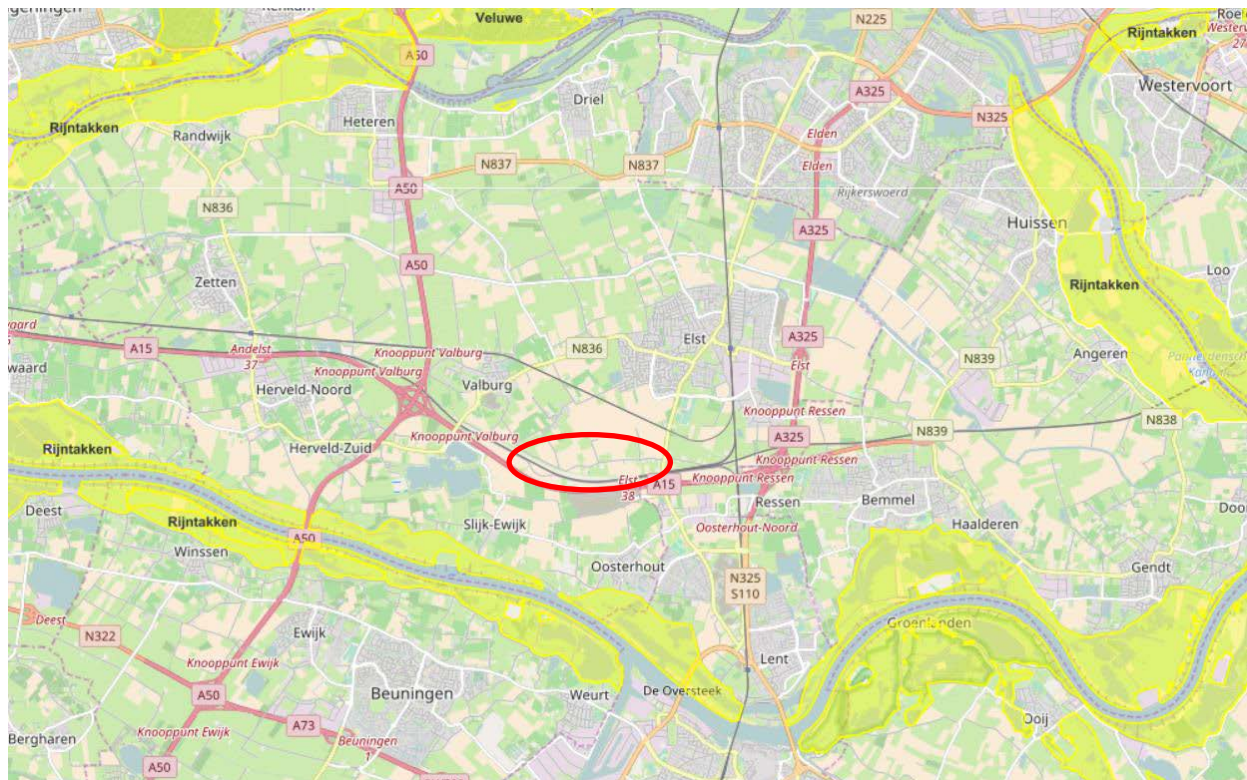 Veluwe
N225
A50
Rijntakken
27
Westervoort
Driel
A325
N325
Heteren
Rijntakken
Randwijk
Elden
N837
N837
Elden
A50
Rijkerswoerd
N836
Huissen
A325
A50
Loo
Zetten
Rijntakken
A325
Elst
A15
Andelst
37
Knooppunt Valburg
N836
Elst
N839
Angeren
Knooppunt Valburg
Herveld-Noord
Valburg
Knooppunt Ressen
N838
Knooppunt Valburg
A325
N839
Herveld-Zuid
Rijntakken
Knooppunt Ressen
Elst
38
A15
Knooppunt Ressen
Ressen
Bemmel
Deest
Rijntakken
Slijk-Ewijk
Oosterhout-Noord
Haalderen
A50
Winssen
Oosterhout
Gendt
N325
S110
Deest
Groenlanden
N322
Ewijk
Knooppunt Ewijk
Lent
A50
Beuningen
Weurt
De Oversteek
A73
Ooij
Bergharen
Knooppunt Ewijk
Beuningen
A50